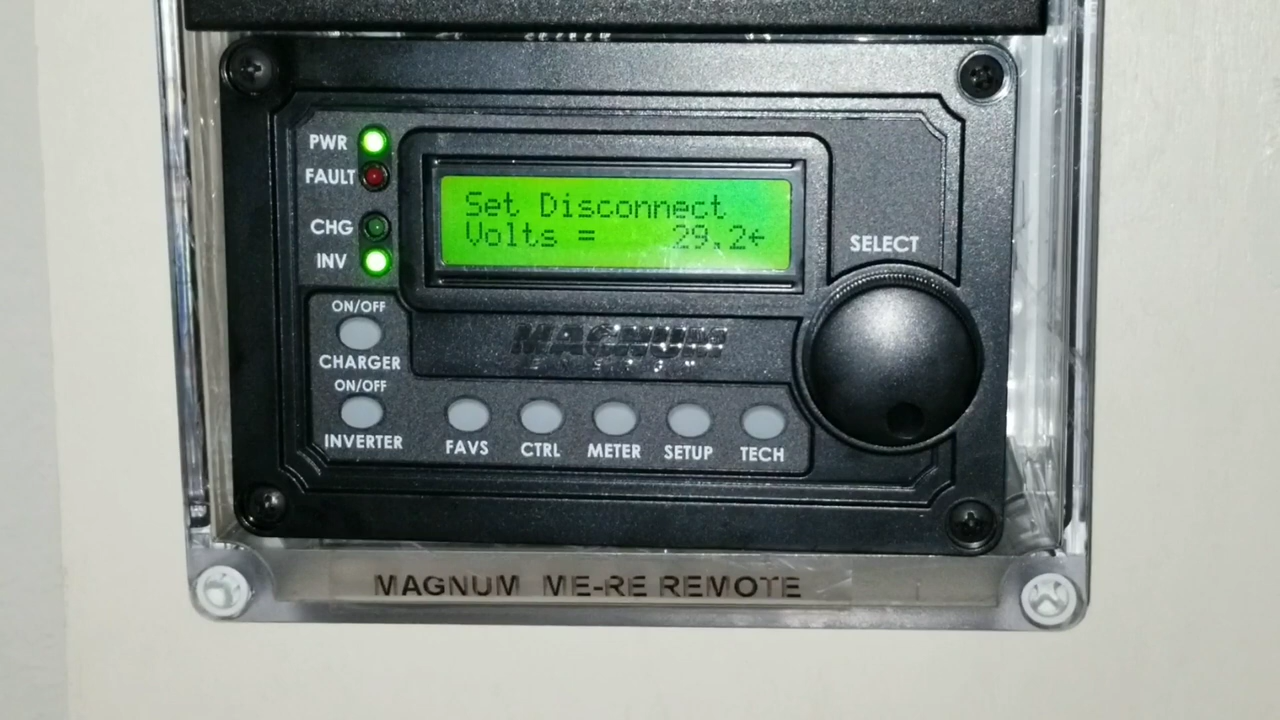 PWR
FAULT
CHG
INV
Set Disconnect
Volts = 29.2←
SELECT
ON/OFF
CHARGER
ON/OFF
INVERTER
MAGNUM
FAVS CTRL METER SETUP TECH
MAGNUM ME-RE REMOTE